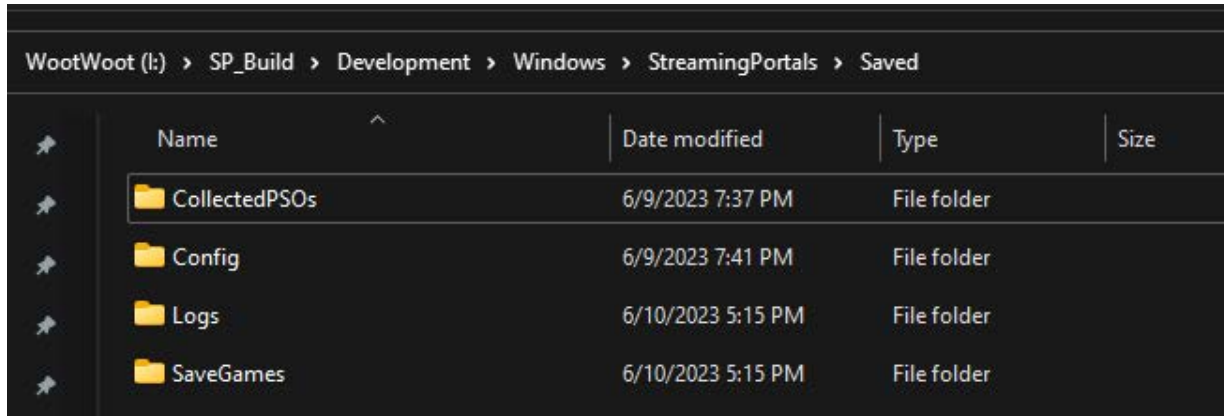 WootWoot (I:) › SP_Build › Development › Windows › StreamingPortals › Saved
Name Date modified Type Size
CollectedPSOs 6/9/2023 7:37 PM File folder
Config 6/9/2023 7:41 PM File folder
Logs 6/10/2023 5:15 PM File folder
SaveGames 6/10/2023 5:15 PM File folder